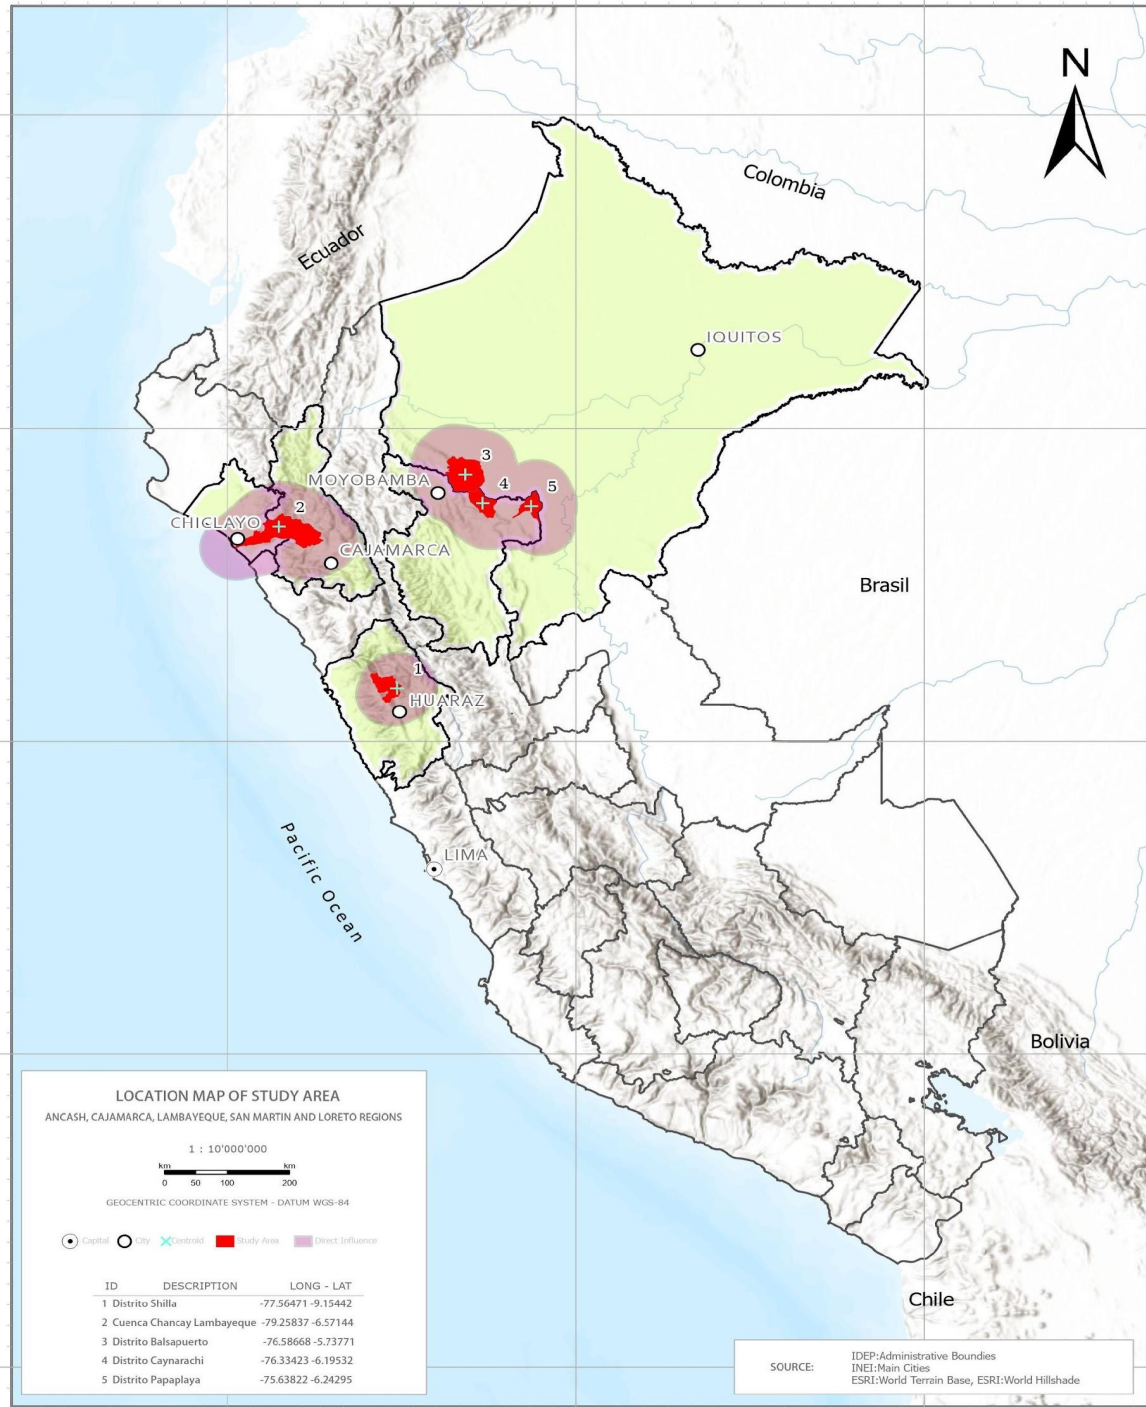 N
Colombia
Ecuador
IQUITOS
3
MOYOBAMBA
4
5
2
CHICLAYO
CAJAMARCA
Brasil
1
HUARAZ
Pacific Ocean
LIMA
Bolivia
LOCATION MAP OF STUDY AREA
ANCASH, CAJAMARCA, LAMBAYEQUE, SAN MARTIN AND LORETO REGIONS
1 : 10'000'000
km km
0 50 100 200
GEOCENTRIC COORDINATE SYSTEM - DATUM WGS-84
Capital City Centroid Study Area Direct Influence
ID DESCRIPTION LONG - LAT
1 Distrito Shilla -77.56471 -9.15442
2 Cuenca Chancay Lambayeque -79.25837 -6.57144
3 Distrito Balsapuerto -76.58668 -5.73771
4 Distrito Caynarachi -76.33423 -6.19532
5 Distrito Papaplaya -75.63822 -6.24295
Chile
SOURCE:
IDEP:Administrative Boundies
INEI:Main Cities
ESRI:World Terrain Base, ESRI:World Hillshade